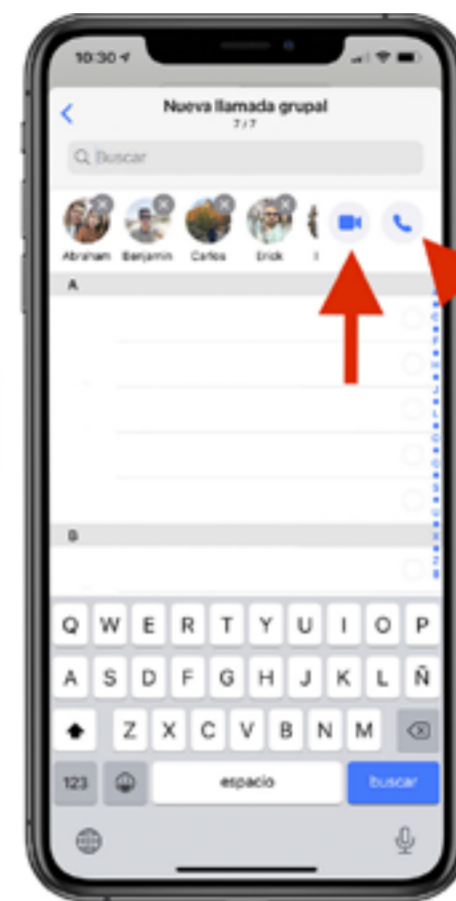 10:30
Nueva llamada grupal
7/7
Buscar
Abraham Benjamin Carlos Erick
A
B
Q W E R T Y U I O P
A S D F G H J K L Ñ
Z X C V B N M
123 espacio buscar